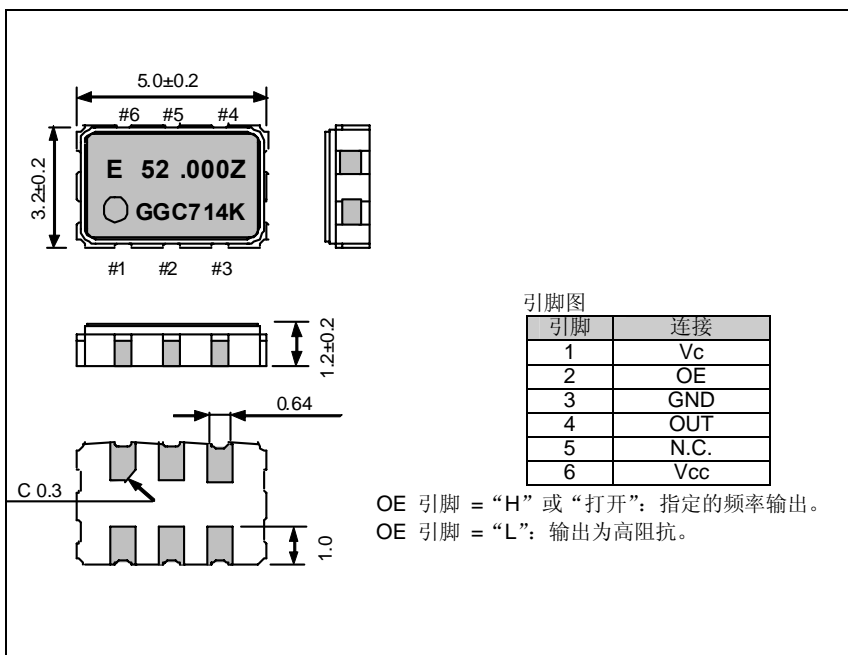 5.0±0.2
#6 #5 #4
3.2±0.2
E 52 .000Z
GGC714K
#1 #2 #3
1.2±0.2
0.64
C 0.3
1.0
引脚图
引脚 连接
1 Vc
2 OE
3 GND
4 OUT
5 N.C.
6 Vcc
OE 引脚 = “H” 或 “打开”: 指定的频率输出。
OE 引脚 = “L”: 输出为高阻抗。